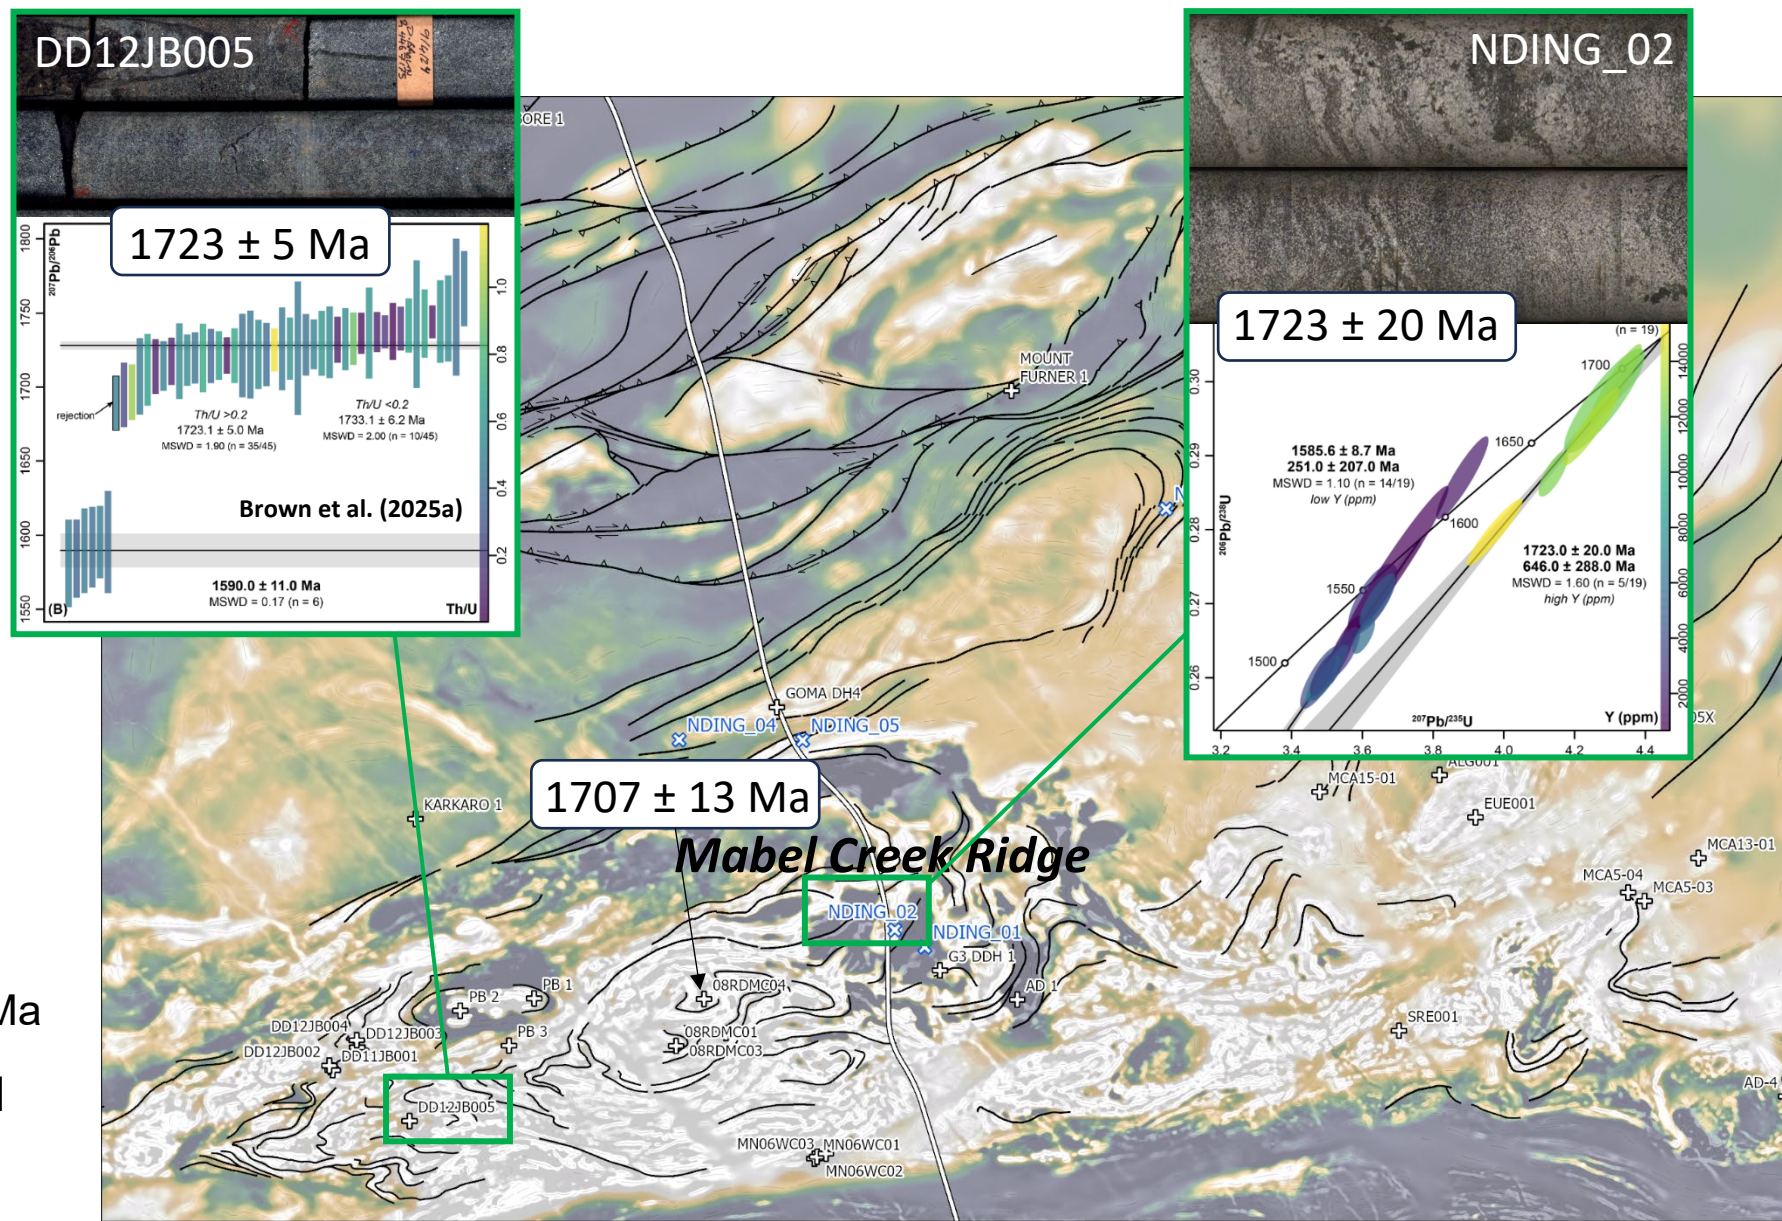 DD12JB005
9/4/24
1723 ± 5 Ma
²⁰⁷Pb/²⁰⁶Pb
1800
1750
1700
1650
1600
1550
rejection
Th/U >0.2
1723.1 ± 5.0 Ma
MSWD = 1.90 (n = 35/45)
Th/U <0.2
1733.1 ± 6.2 Ma
MSWD = 2.00 (n = 10/45)
Brown et al. (2025a)
1590.0 ± 11.0 Ma
MSWD = 0.17 (n = 6)
(B)
Th/U
1.0
0.8
0.6
0.4
0.2
NDING_02
1723 ± 20 Ma
(n = 19)
1700
1650
1600
1550
1500
1585.6 ± 8.7 Ma
251.0 ± 207.0 Ma
MSWD = 1.10 (n = 14/19)
low Y (ppm)
1723.0 ± 20.0 Ma
646.0 ± 288.0 Ma
MSWD = 1.60 (n = 5/19)
high Y (ppm)
²⁰⁶Pb/²³⁸U
0.30
0.29
0.28
0.27
0.26
²⁰⁷Pb/²³⁵U
Y (ppm)
3.2 3.4 3.6 3.8 4.0 4.2 4.4
14000
12000
10000
8000
6000
4000
2000
ORE 1
MOUNT
FURNER 1
N
GOMA DH4
NDING_04
NDING_05
05X
1707 ± 13 Ma
KARKARO 1
MCA15-01
ALG001
EUE001
Mabel Creek Ridge
MCA13-01
MCA5-04
MCA5-03
NDING_02
NDING_01
G3 DDH 1
AD 1
08RDMC04
PB 1
PB 2
PB 3
08RDMC01
08RDMC03
SRE001
DD12JB004
DD12JB003
DD12JB002
DD11JB001
DD12JB005
AD-4
MN06WC03
MN06WC01
MN06WC02
Ma